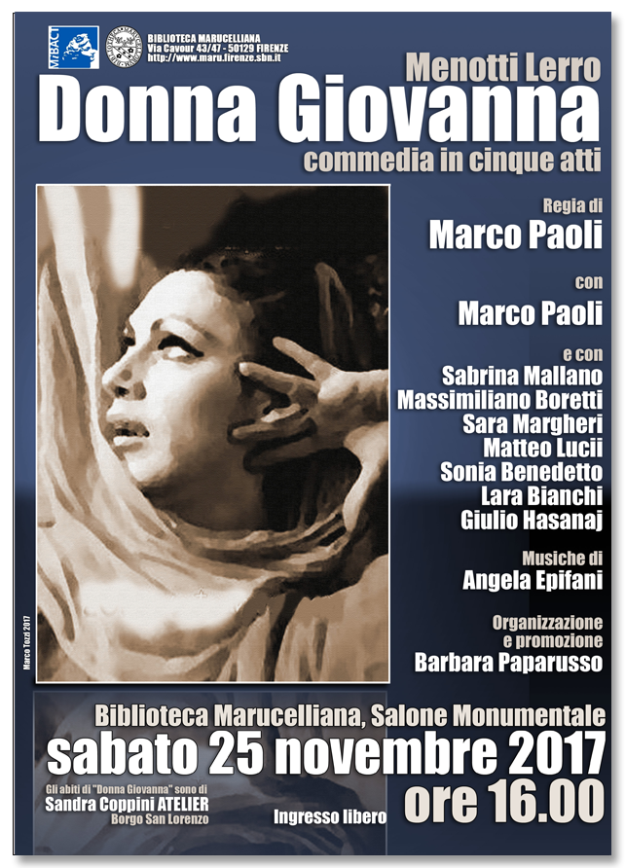 MiBACT
BIBLIOTECA MARUCELLIANA
Via Cavour 43/47 - 50129 FIRENZE
http://www.maru.firenze.sbn.it
Menotti Lerro
Donna Giovanna
commedia in cinque atti
Regia di
Marco Paoli
con
Marco Paoli
e con
Sabrina Mallano
Massimiliano Boretti
Sara Margheri
Matteo Lucii
Sonia Benedetto
Lara Bianchi
Giulio Hasanaj
Musiche di
Angela Epifani
Organizzazione
e promozione
Barbara Paparusso
Marco Tozzi 2017
Biblioteca Marucelliana, Salone Monumentale
sabato 25 novembre 2017
ore 16.00
Gli abiti di "Donna Giovanna" sono di
Sandra Coppini ATELIER
Borgo San Lorenzo
Ingresso libero